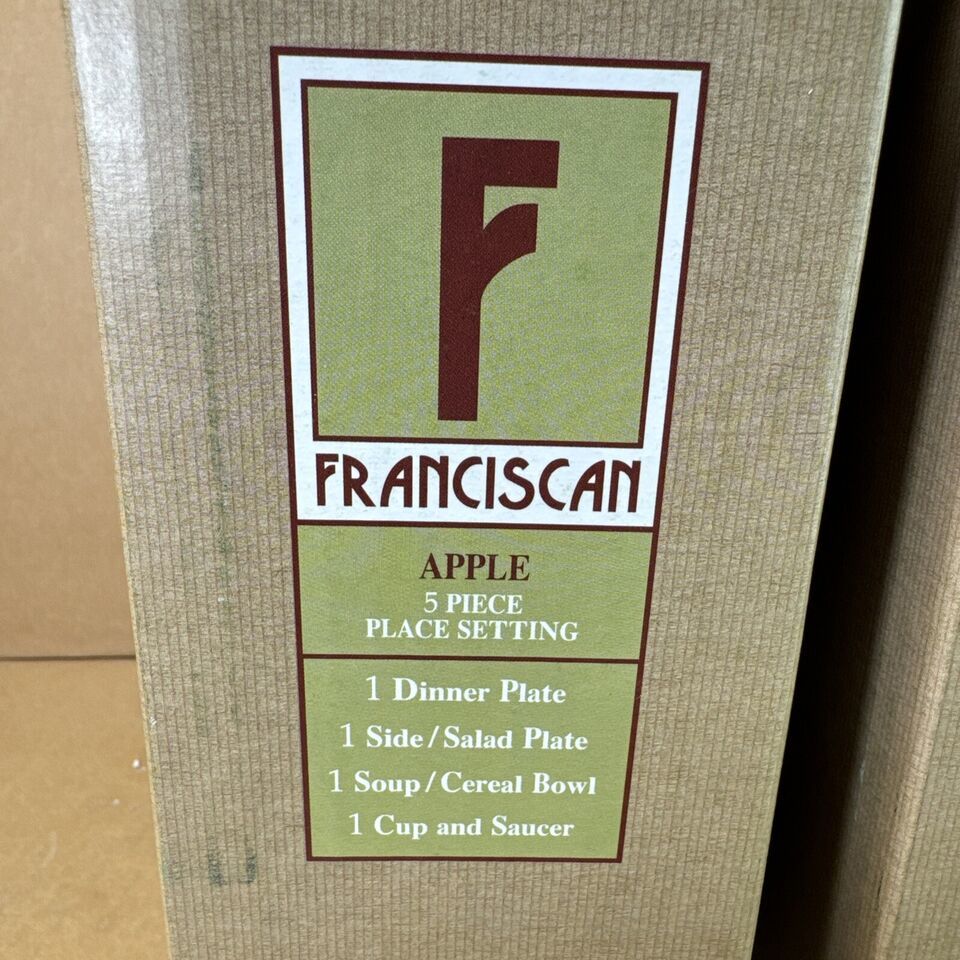 F
FRANCISCAN
APPLE
5 PIECE
PLACE SETTING
1 Dinner Plate
1 Side/Salad Plate
1 Soup/Cereal Bowl
1 Cup and Saucer